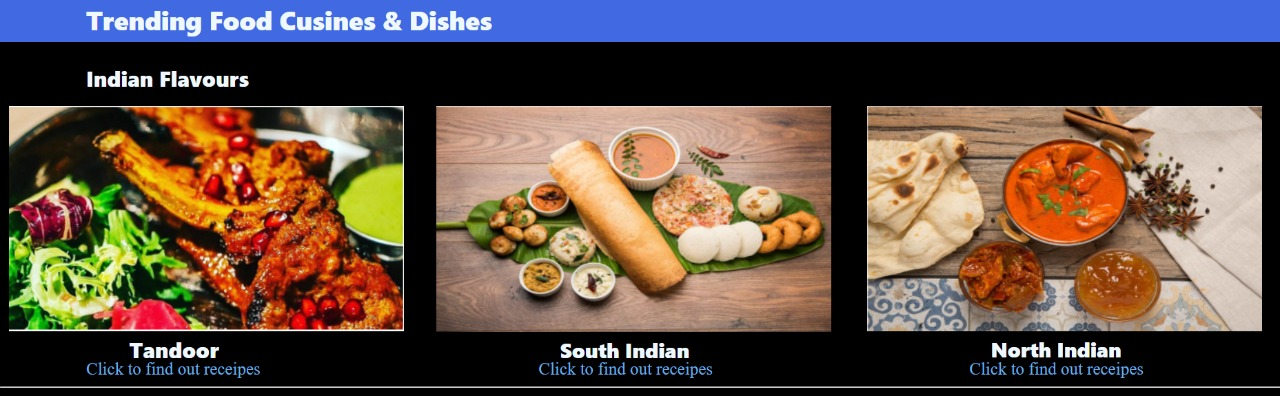 Trending Food Cusines & Dishes
Indian Flavours
Tandoor
Click to find out receipes
South Indian
Click to find out receipes
North Indian
Click to find out receipes